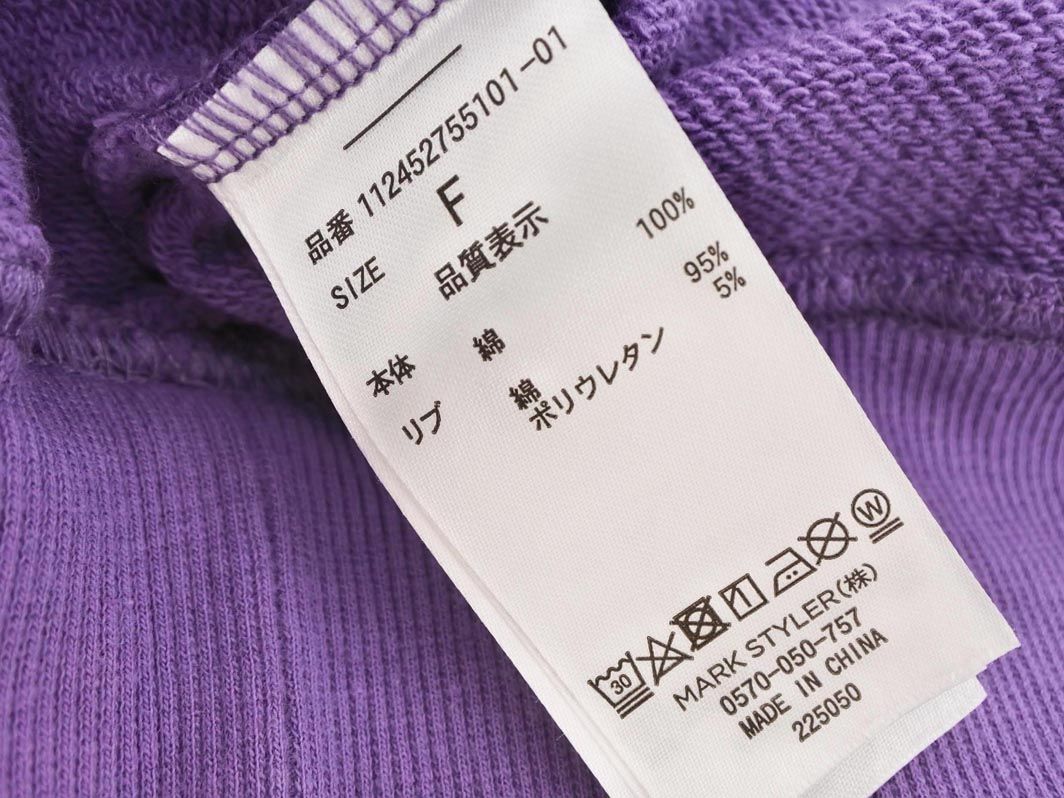 品番 112452755101-01
SIZE F
品質表示
本体 綿 100%
リブ 綿 95%
ポリウレタン 5%
30
W
MARK STYLER(株)
0570-050-757
MADE IN CHINA
225050